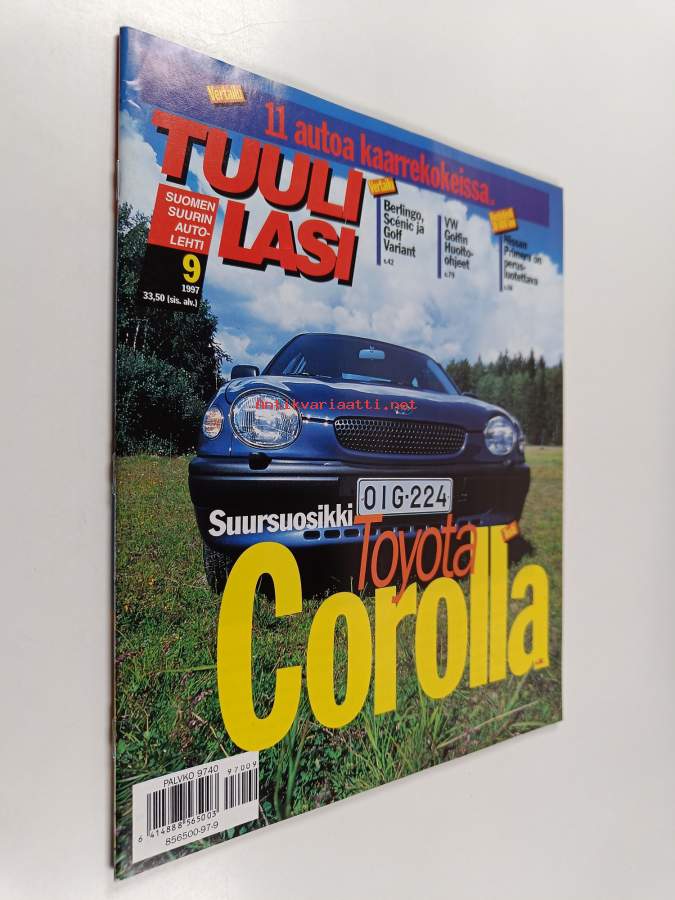 Vertailu
11 autoa kaarrekokeissa..
TUULI
LASI
SUOMEN
SUURIN
AUTO-
LEHTI
9
1997
33,50 (sis. alv.)
Vertailu
Berlingo,
Scénic ja
Golf
Variant
s.42
VW
Golfin
Huolto-
ohjeet
s.79
Nissan
Primera on
perus-
luotettava
antikvariaatti.net
OIG-224
Suursuosikki
Toyota
Corolla
PALVKO 9740
97009
6 414888 565003
856500-97-9